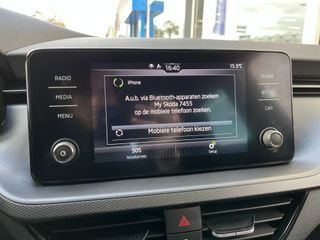 16:40
15.5°C
iPhone
RADIO
MEDIA
MENU
A.u.b. via Bluetooth-apparaten zoeken
My Skoda 7455
op de mobiele telefoon zoeken.
Mobiele telefoon kiezen
SOS
Setup
PHONE
CAR